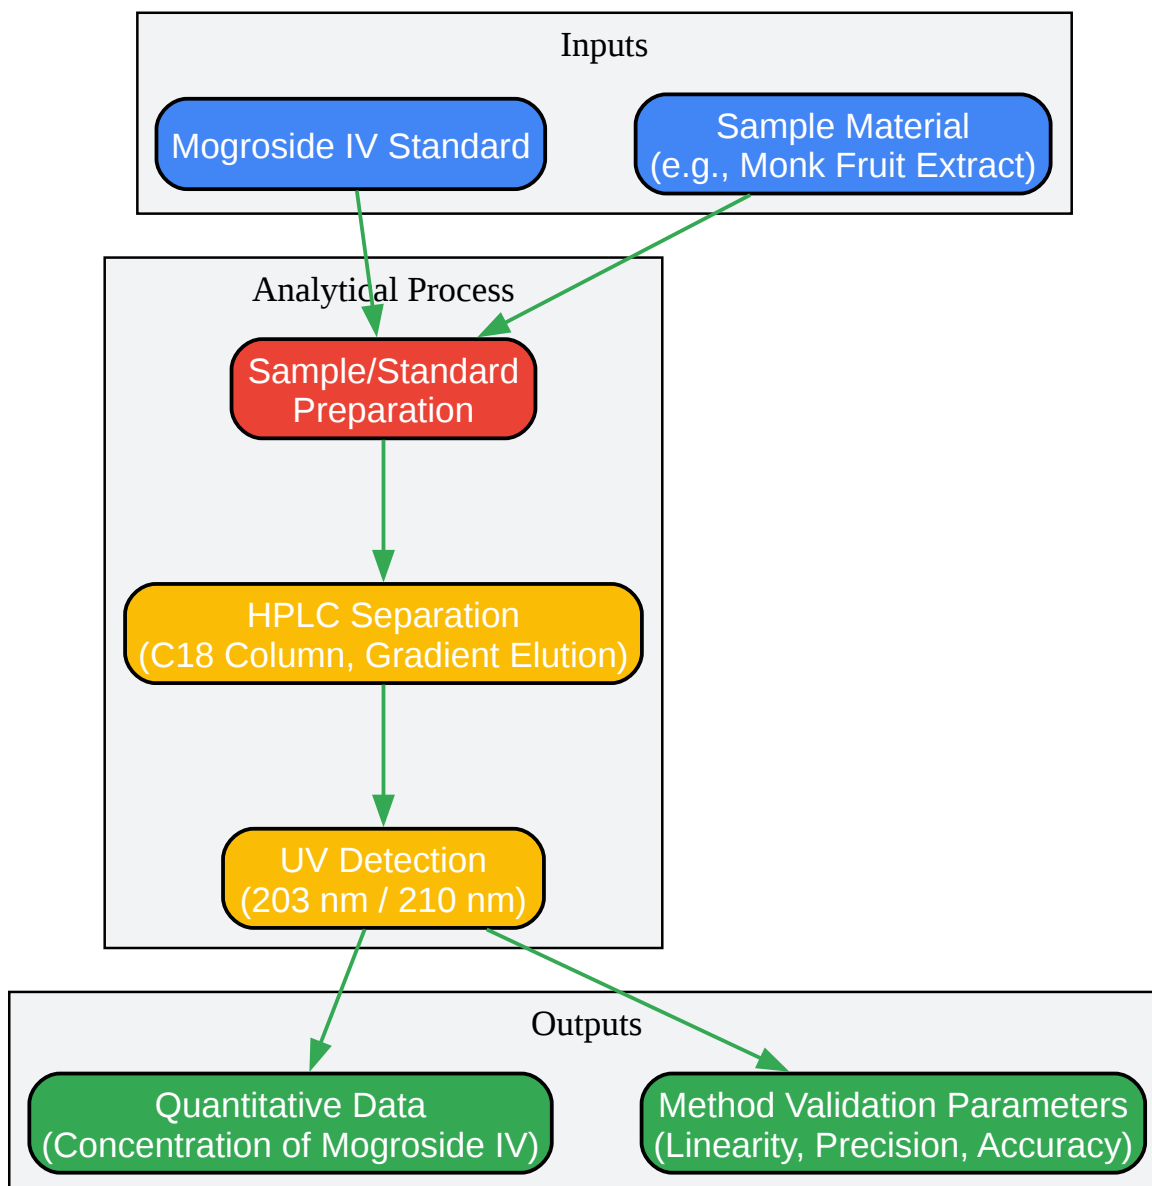 Inputs
Mogroside IV Standard
Sample Material
(e.g., Monk Fruit Extract)
Analytical Process
Sample/Standard
Preparation
HPLC Separation
(C18 Column, Gradient Elution)
UV Detection
(203 nm / 210 nm)
Outputs
Quantitative Data
(Concentration of Mogroside IV)
Method Validation Parameters
(Linearity, Precision, Accuracy)